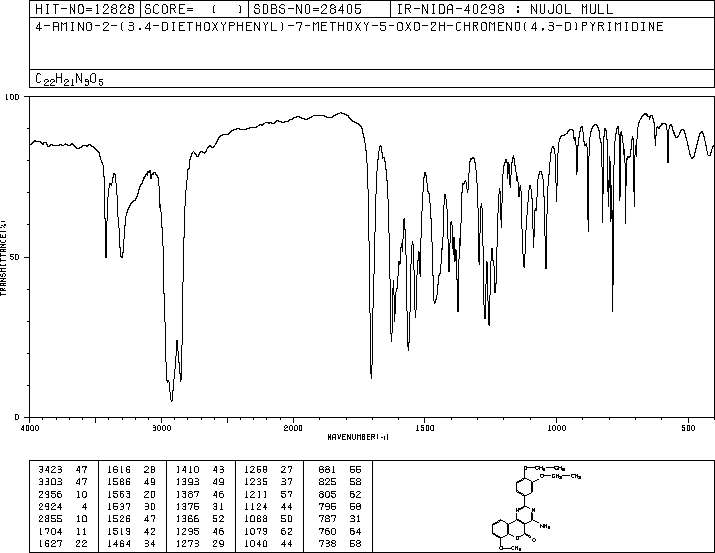 HIT-NO=12828 SCORE= ( ) SDBS-NO=28405 IR-NIDA-40298 : NUJOL MULL
4-AMINO-2-(3,4-DIETHOXYPHENYL)-7-METHOXY-5-OXO-2H-CHROMENO(4,3-D)PYRIMIDINE
C22H21N3O5
100
50
0
TRANSMITTANCE(%)
4000 3000 2000 1500 1000 500
WAVENUMBER(-1)
3423 47 1616 28 1410 43 1258 27 881 55
3303 47 1586 49 1393 49 1235 37 825 58
2956 10 1563 20 1387 46 1211 57 805 62
2924 4 1537 30 1375 31 1124 44 795 58
2855 10 1526 47 1366 52 1088 50 787 31
1704 11 1519 42 1295 46 1079 62 760 64
1627 22 1464 34 1273 29 1040 44 738 58
O-CH2-CH3
O-CH2-CH3
N N
NH2
O O
O-CH3